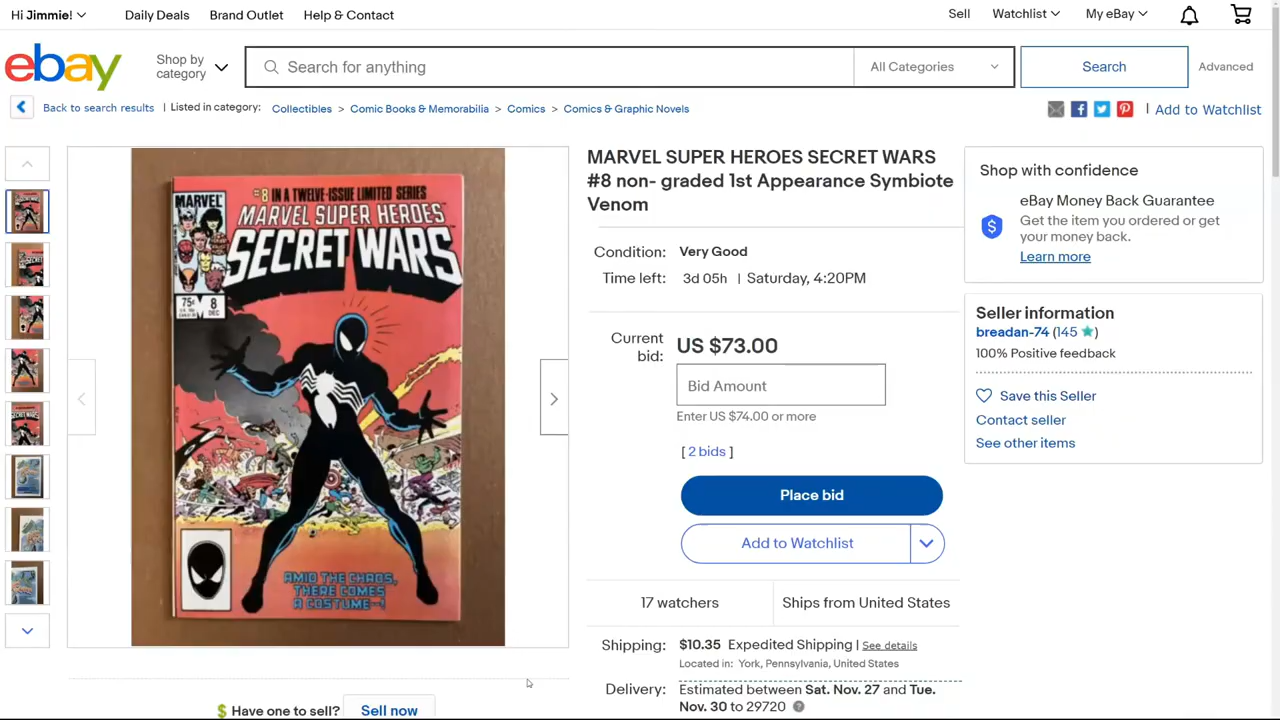 Hi Jimmie!
Daily Deals
Brand Outlet
Help & Contact
Sell
Watchlist
My eBay
ebay
Shop by
category
Search for anything
All Categories
Search
Advanced
Back to search results
Listed in category:
Collectibles > Comic Books & Memorabilia > Comics > Comics & Graphic Novels
Add to Watchlist
#8 IN A TWELVE-ISSUE LIMITED SERIES
MARVEL
MARVEL SUPER HEROES
SECRET WARS
75¢
8
DEC
AMID THE CHAOS,
THERE COMES
A COSTUME--!
Have one to sell?
Sell now
MARVEL SUPER HEROES SECRET WARS
#8 non- graded 1st Appearance Symbiote
Venom
Condition: Very Good
Time left: 3d 05h | Saturday, 4:20PM
Current
bid:
US $73.00
Bid Amount
Enter US $74.00 or more
[ 2 bids ]
Place bid
Add to Watchlist
17 watchers
Ships from United States
Shipping: $10.35 Expedited Shipping | See details
Located in: York, Pennsylvania, United States
Delivery: Estimated between Sat. Nov. 27 and Tue.
Nov. 30 to 29720
Shop with confidence
eBay Money Back Guarantee
Get the item you ordered or get
your money back.
Learn more
Seller information
breadan-74 (145)
100% Positive feedback
Save this Seller
Contact seller
See other items